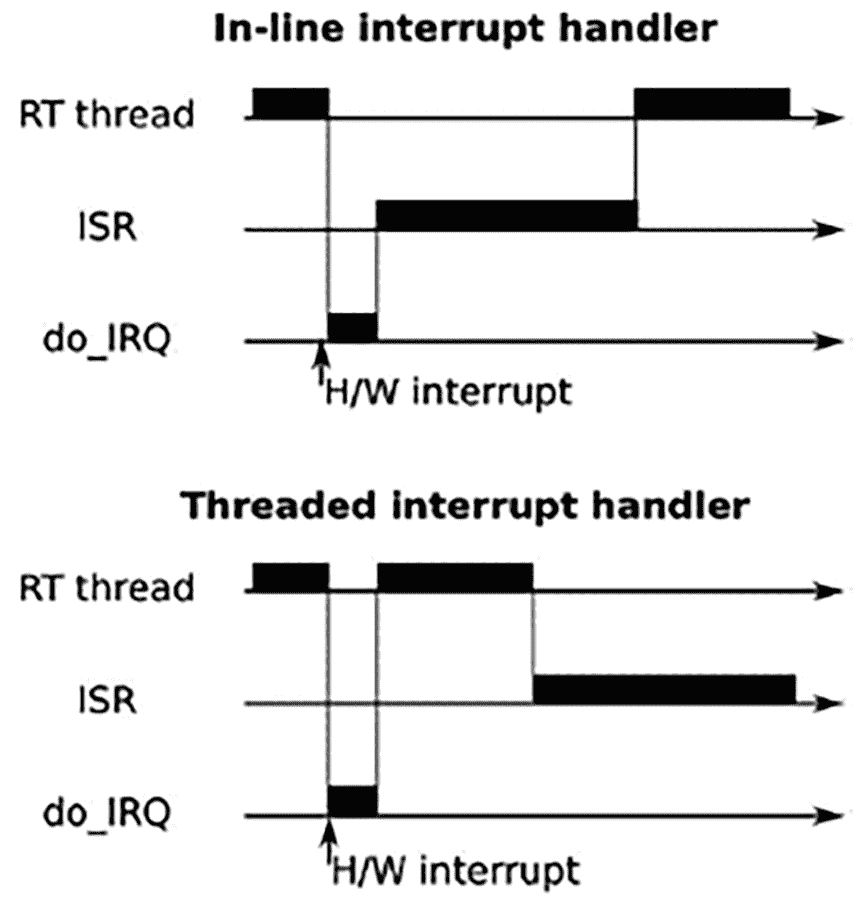 In-line interrupt handler
RT thread
ISR
do_IRQ
H/W interrupt
Threaded interrupt handler
RT thread
ISR
do_IRQ
H/W interrupt